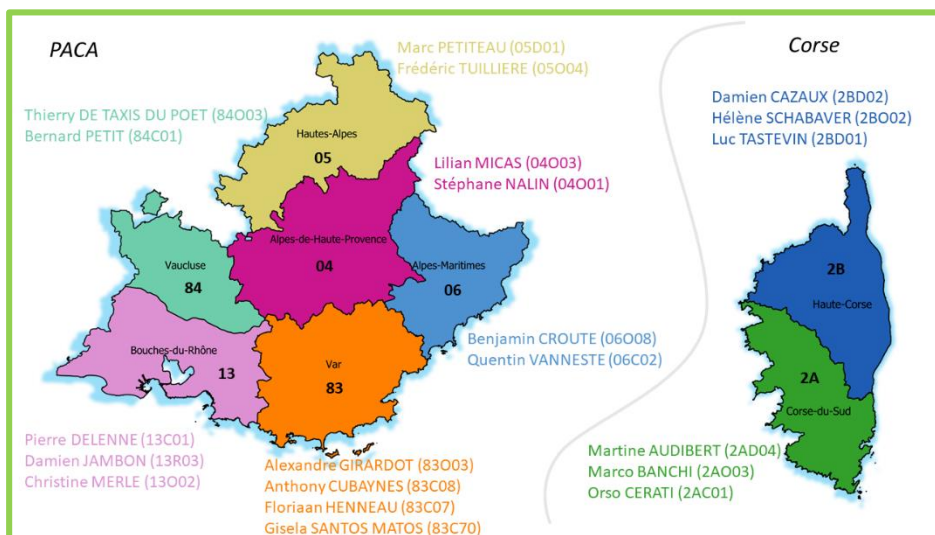 PACA
Marc PETITEAU (05D01)
Frédéric TUILLIERE (05O04)
Thierry DE TAXIS DU POET (84O03)
Bernard PETIT (84C01)
Hautes-Alpes
05
Lilian MICAS (04O03)
Stéphane NALIN (04O01)
Alpes-de-Haute-Provence
04
Vaucluse
84
Alpes-Maritimes
06
Benjamin CROUTE (06O08)
Quentin VANNESTE (06C02)
Bouches-du-Rhône
13
Var
83
Pierre DELENNE (13C01)
Damien JAMBON (13R03)
Christine MERLE (13O02)
Alexandre GIRARDOT (83O03)
Anthony CUBAYNES (83C08)
Floriaan HENNEAU (83C07)
Gisela SANTOS MATOS (83C70)
Corse
Damien CAZAUX (2BD02)
Hélène SCHABAVER (2BO02)
Luc TASTEVIN (2BD01)
2B
Haute-Corse
2A
Corse-du-Sud
Martine AUDIBERT (2AD04)
Marco BANCHI (2AO03)
Orso CERATI (2AC01)